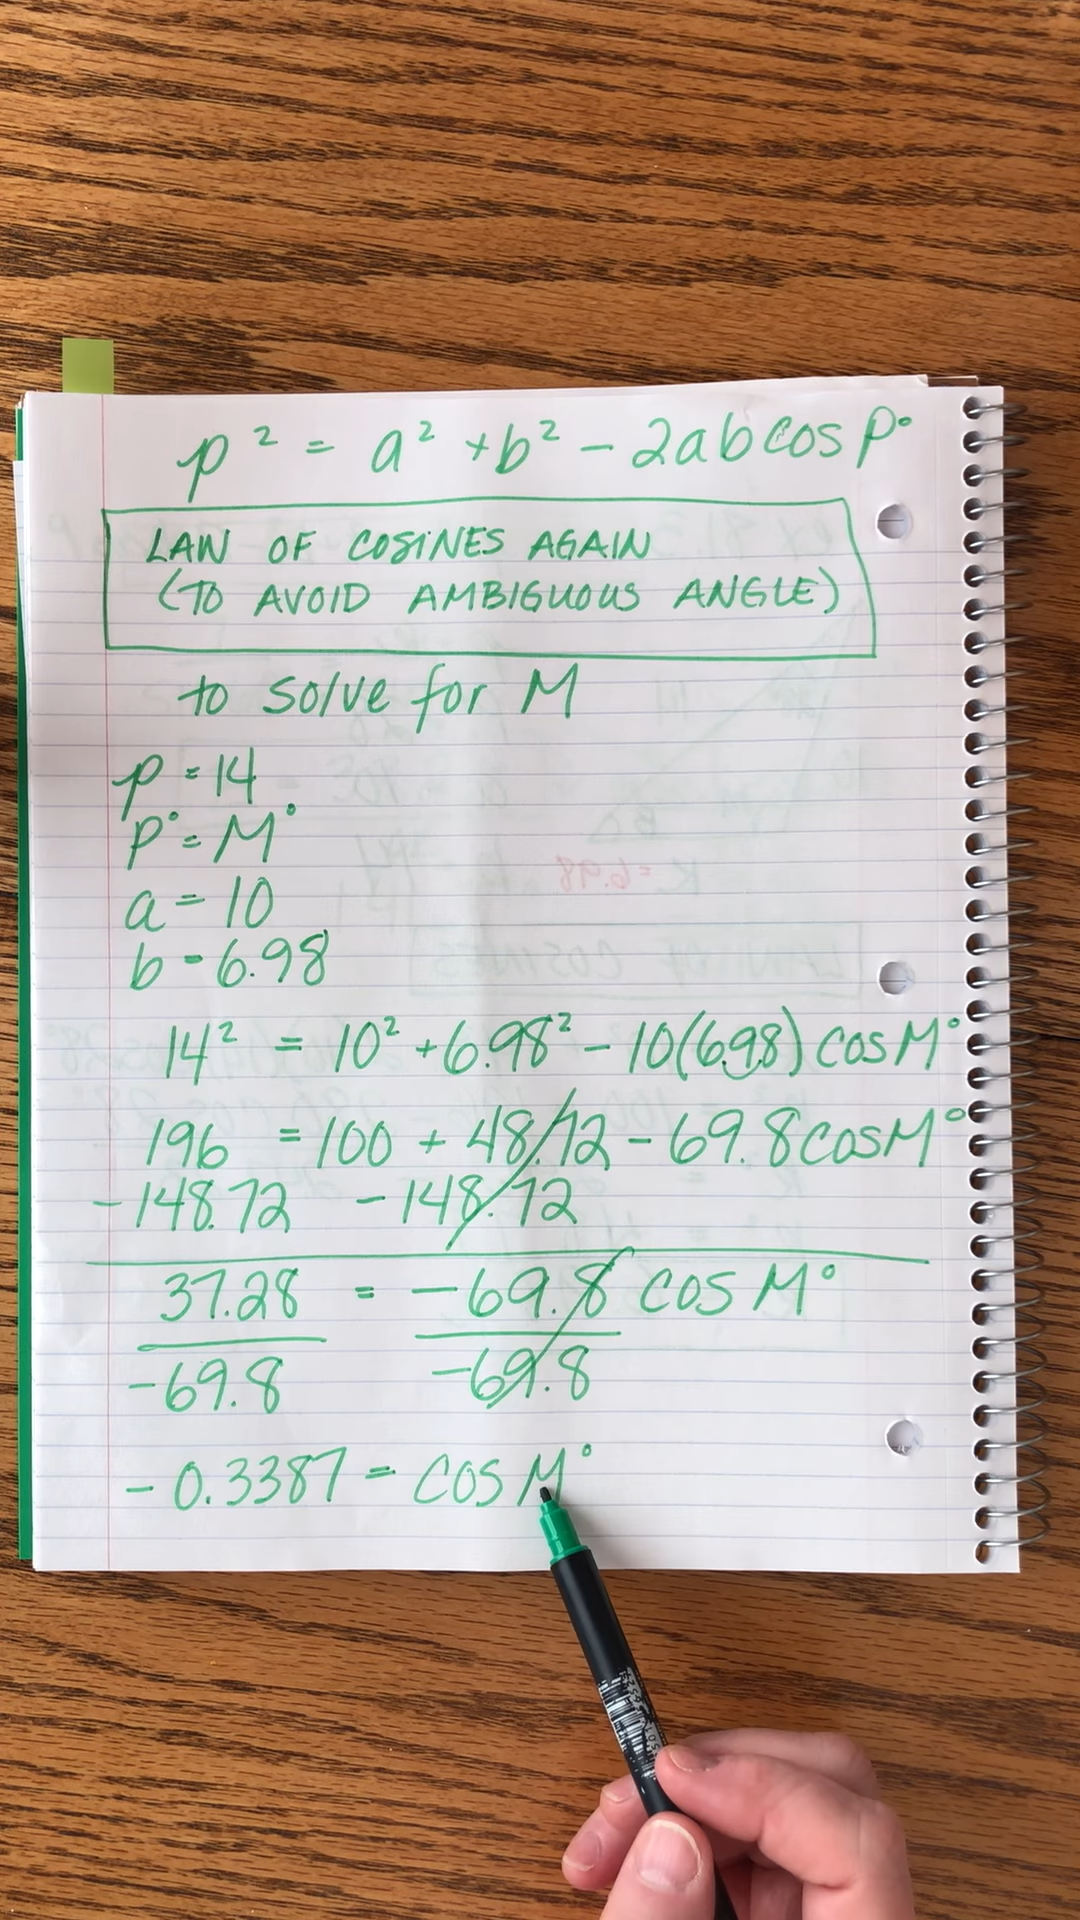 p² = a² + b² - 2ab cos P°
LAW OF COSINES AGAIN
(TO AVOID AMBIGUOUS ANGLE)
to solve for M
p = 14
P° = M°
a = 10
b = 6.98
14² = 10² + 6.98² - 10(6.98) cos M°
196 = 100 + 48.72 - 69.8 cos M°
-148.72 -148.72
37.28 = -69.8 cos M°
-69.8 -69.8
-0.3387 = cos M°